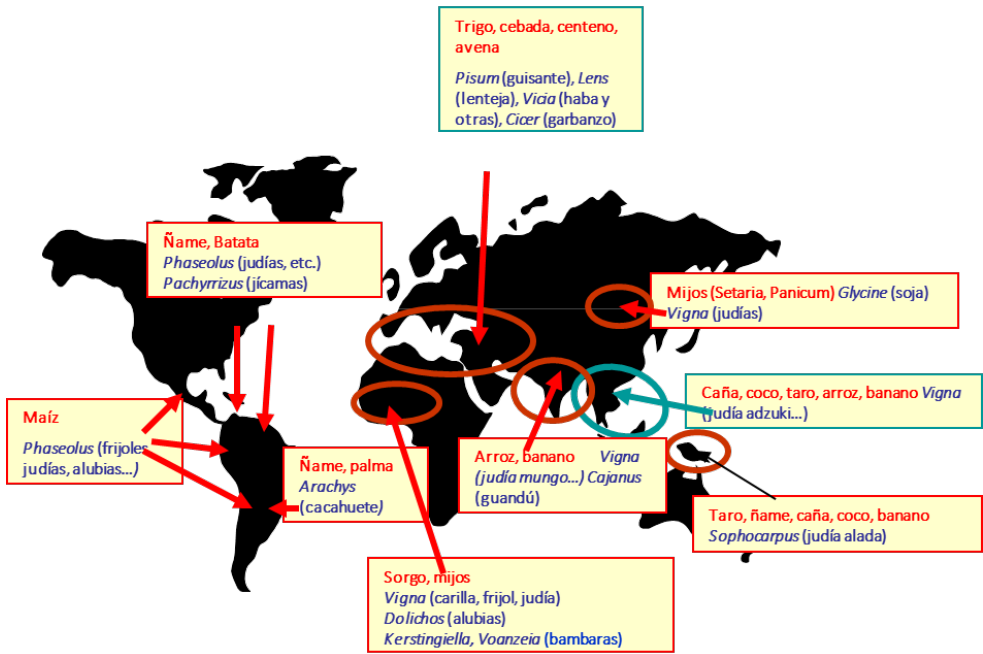 Trigo, cebada, centeno,
avena
Pisum (guisante), Lens
(lenteja), Vicia (haba y
otras), Cicer (garbanzo)
Ñame, Batata
Phaseolus (judías, etc.)
Pachyrrizus (jícamas)
Mijos (Setaria, Panicum) Glycine (soja)
Vigna (judías)
Caña, coco, taro, arroz, banano Vigna
(judía adzuki...)
Maíz
Phaseolus (frijoles
judías, alubias...)
Ñame, palma
Arachys
(cacahuete)
Arroz, banano Vigna
(judía mungo...) Cajanus
(guandú)
Taro, ñame, caña, coco, banano
Sophocarpus (judía alada)
Sorgo, mijos
Vigna (carilla, frijol, judía)
Dolichos (alubias)
Kerstingiella, Voanzeia (bambaras)